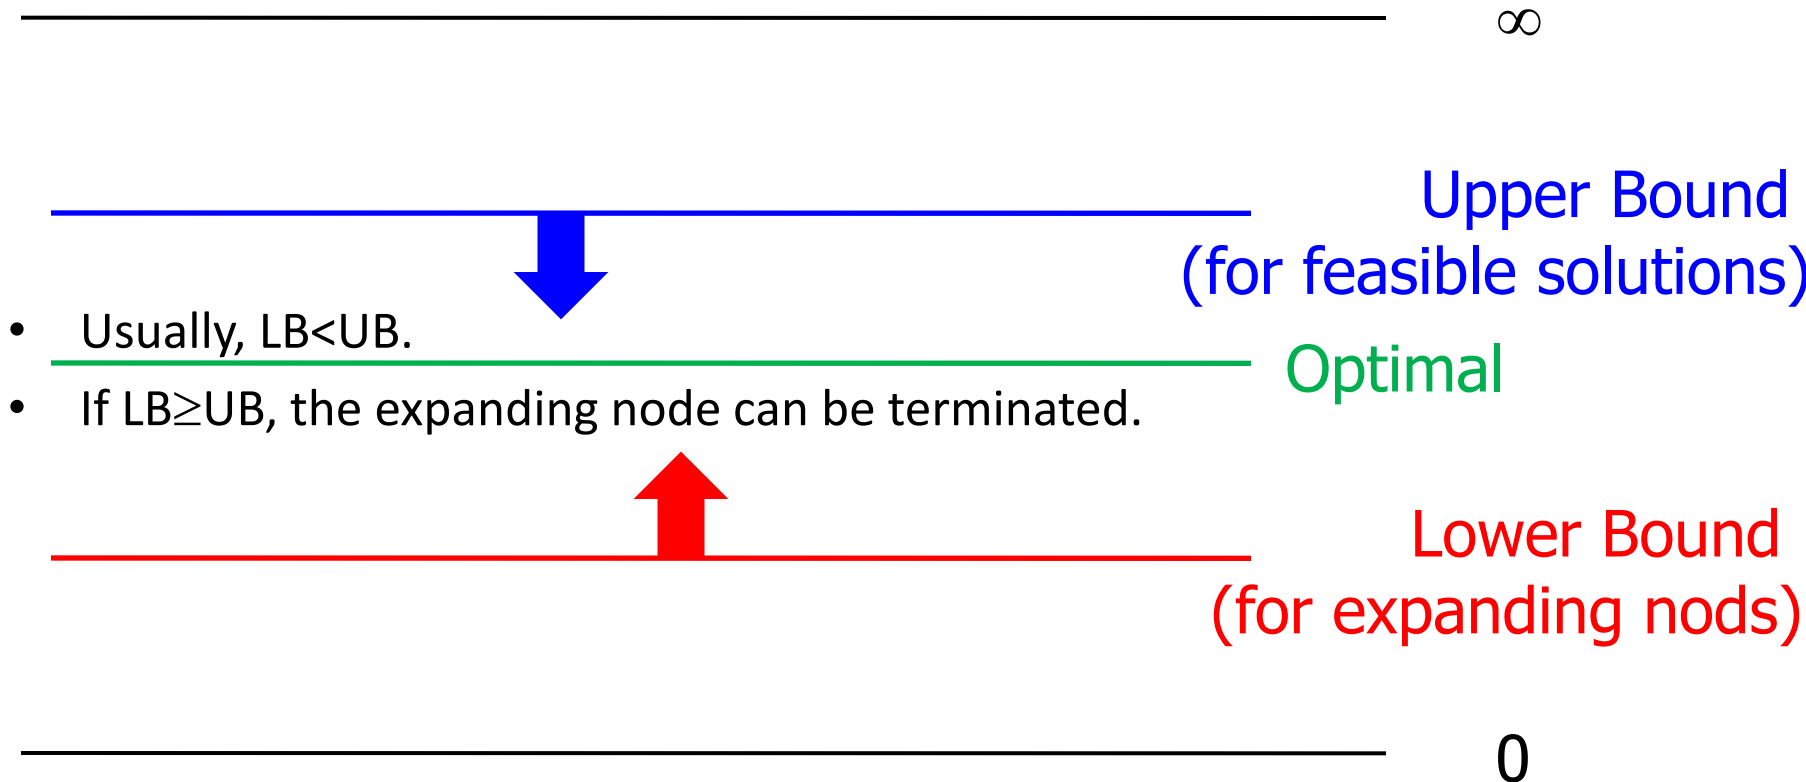 ∞
Upper Bound
(for feasible solutions)
• Usually, LB<UB.
Optimal
• If LB≥UB, the expanding node can be terminated.
Lower Bound
(for expanding nods)
0